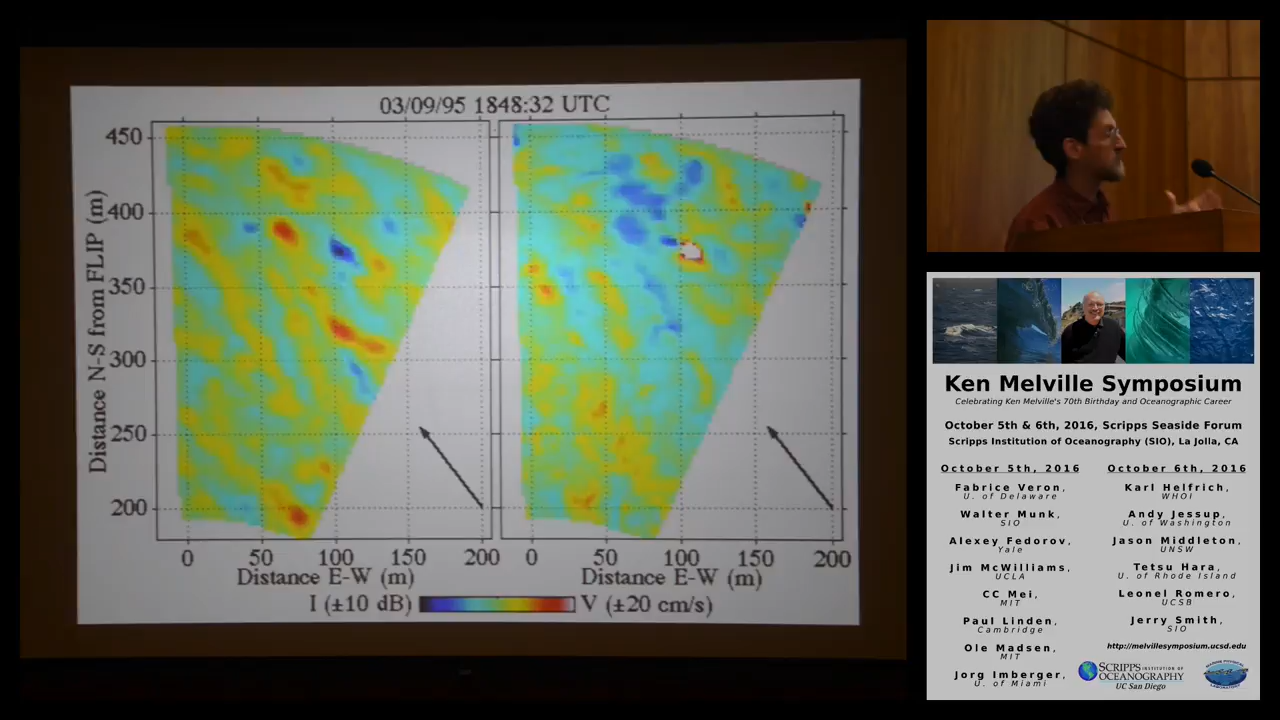 03/09/95 1848:32 UTC
Distance N-S from FLIP (m)
450
400
350
300
250
200
0 50 100 150 200
0 50 100 150 200
Distance E-W (m)
Distance E-W (m)
I (±10 dB)
V (±20 cm/s)
Ken Melville Symposium
Celebrating Ken Melville's 70th Birthday and Oceanographic Career
October 5th & 6th, 2016, Scripps Seaside Forum
Scripps Institution of Oceanography (SIO), La Jolla, CA
October 5th, 2016
Fabrice Veron,
U. of Delaware
Walter Munk,
SIO
Alexey Fedorov,
Yale
Jim McWilliams,
UCLA
CC Mei,
MIT
Paul Linden,
Cambridge
Ole Madsen,
MIT
Jorg Imberger,
U. of Miami
October 6th, 2016
Karl Helfrich,
WHOI
Andy Jessup,
U. of Washington
Jason Middleton,
UNSW
Tetsu Hara,
U. of Rhode Island
Leonel Romero,
UCSB
Jerry Smith,
SIO
http://melvillesymposium.ucsd.edu
SCRIPPS INSTITUTION OF
OCEANOGRAPHY
UC San Diego